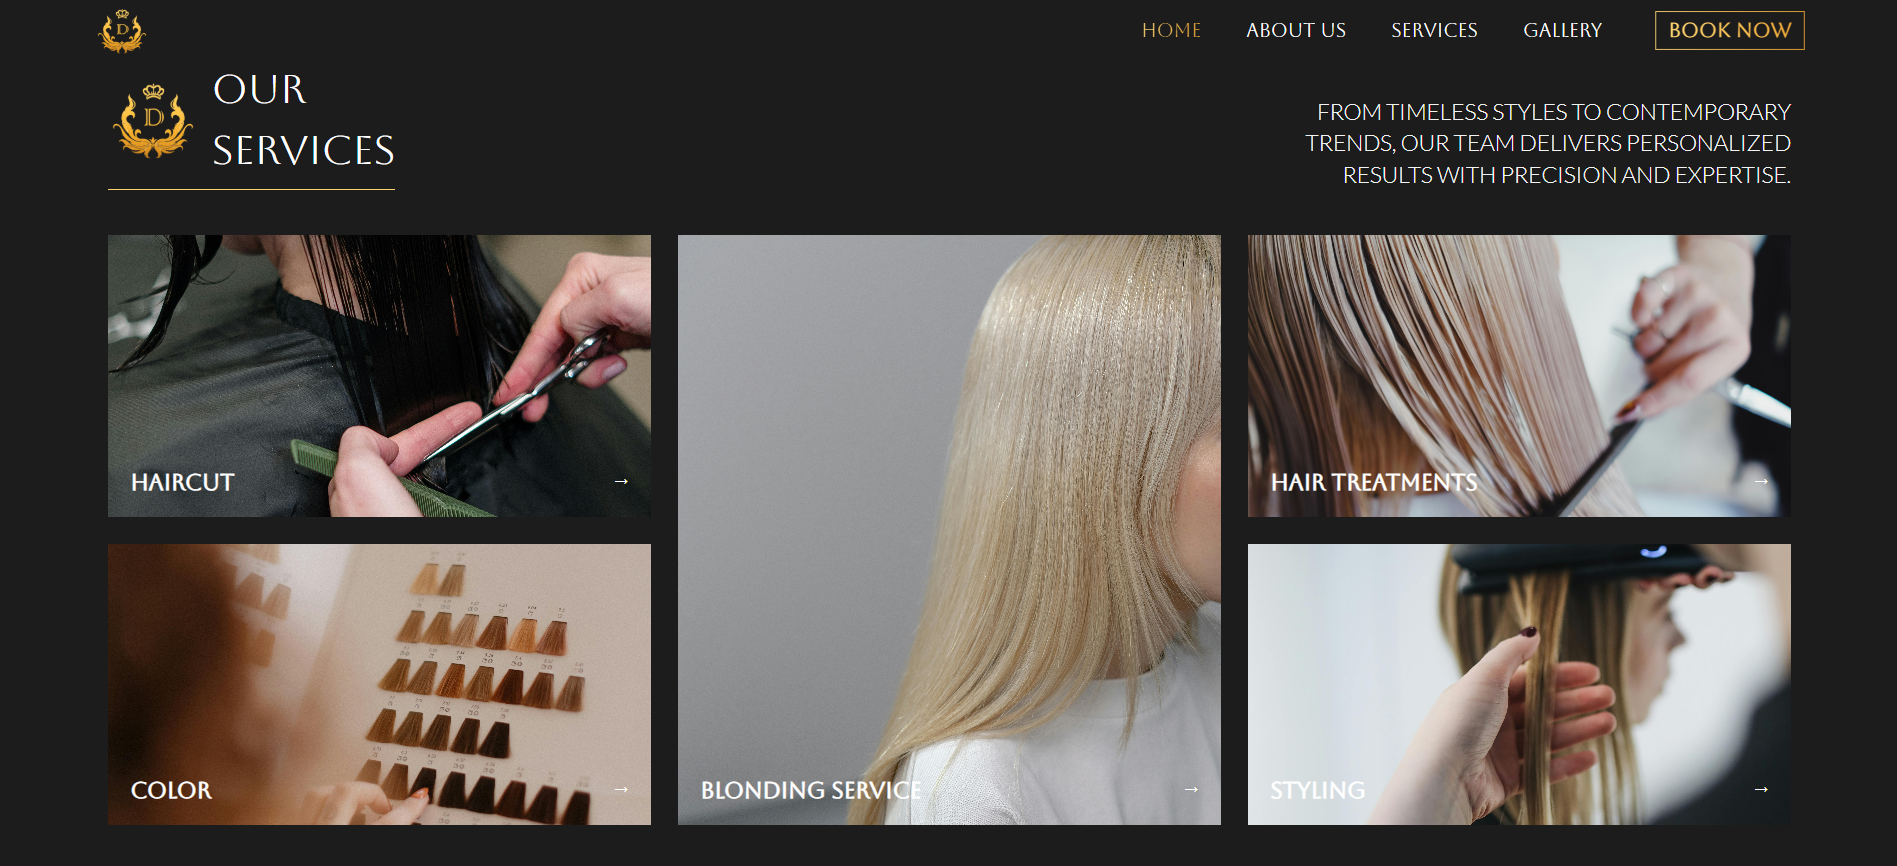 D
HOME ABOUT US SERVICES GALLERY BOOK NOW
D
OUR
SERVICES
FROM TIMELESS STYLES TO CONTEMPORARY
TRENDS, OUR TEAM DELIVERS PERSONALIZED
RESULTS WITH PRECISION AND EXPERTISE.
HAIRCUT →
HAIR TREATMENTS →
COLOR →
BLONDING SERVICE →
STYLING →